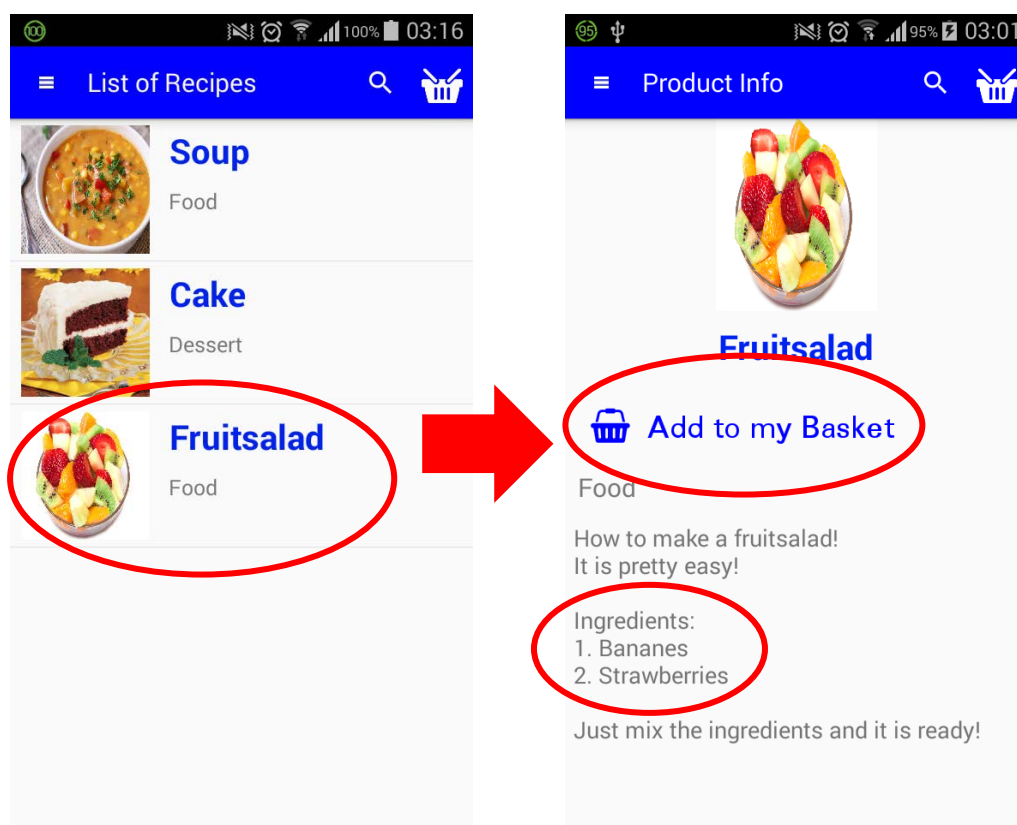 100
100%
03:16
List of Recipes
Soup
Food
Cake
Dessert
Fruitsalad
Food
95
95%
03:01
Product Info
Fruitsalad
Add to my Basket
Food
How to make a fruitsalad!
It is pretty easy!
Ingredients:
1. Bananes
2. Strawberries
Just mix the ingredients and it is ready!